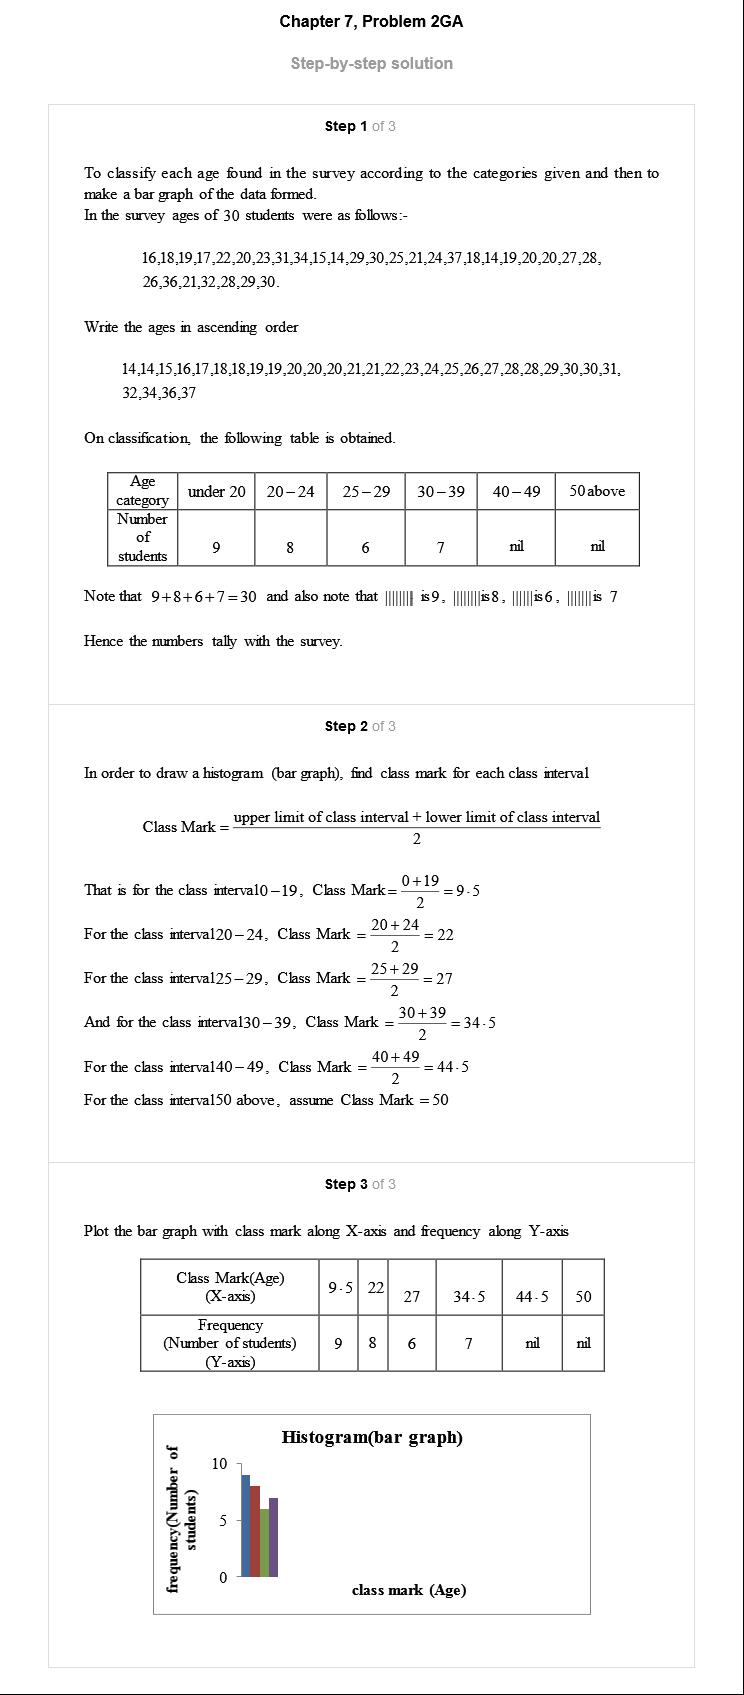 Chapter 7, Problem 2GA
Step-by-step solution
Step 1 of 3
To classify each age found in the survey according to the categories given and then to
make a bar graph of the data formed.
In the survey ages of 30 students were as follows:-
16,18,19,17,22,20,23,31,34,15,14,29,30,25,21,24,37,18,14,19,20,20,27,28,
26,36,21,32,28,29,30.
Write the ages in ascending order
14,14,15,16,17,18,18,19,19,20,20,20,21,21,22,23,24,25,26,27,28,28,29,30,30,31,
32,34,36,37
On classification, the following table is obtained.
Age category under 20 20–24 25–29 30–39 40–49 50 above
Number of students 9 8 6 7 nil nil
Note that 9+8+6+7=30 and also note that ||||||||| is 9, |||||||| is 8, |||||| is 6, ||||||| is 7
Hence the numbers tally with the survey.
Step 2 of 3
In order to draw a histogram (bar graph), find class mark for each class interval
Class Mark = upper limit of class interval + lower limit of class interval / 2
That is for the class interval 0–19, Class Mark = 0+19 / 2 = 9·5
For the class interval 20–24, Class Mark = 20+24 / 2 = 22
For the class interval 25–29, Class Mark = 25+29 / 2 = 27
And for the class interval 30–39, Class Mark = 30+39 / 2 = 34·5
For the class interval 40–49, Class Mark = 40+49 / 2 = 44·5
For the class interval 50 above, assume Class Mark = 50
Step 3 of 3
Plot the bar graph with class mark along X-axis and frequency along Y-axis
Class Mark(Age) (X-axis) 9·5 22 27 34·5 44·5 50
Frequency (Number of students) (Y-axis) 9 8 6 7 nil nil
Histogram(bar graph)
frequency(Number of
students)
10
5
0
class mark (Age)